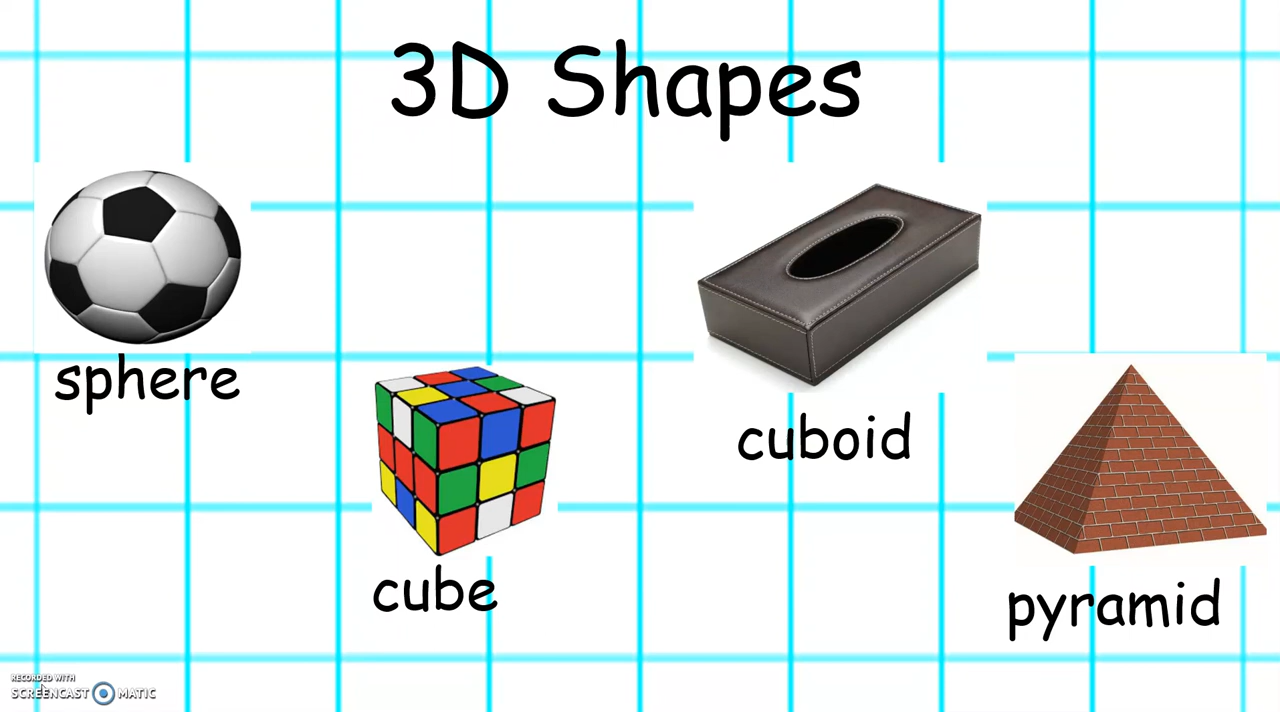 3D Shapes
sphere
cuboid
cube
pyramid
RECORDED WITH
SCREENCAST MATIC